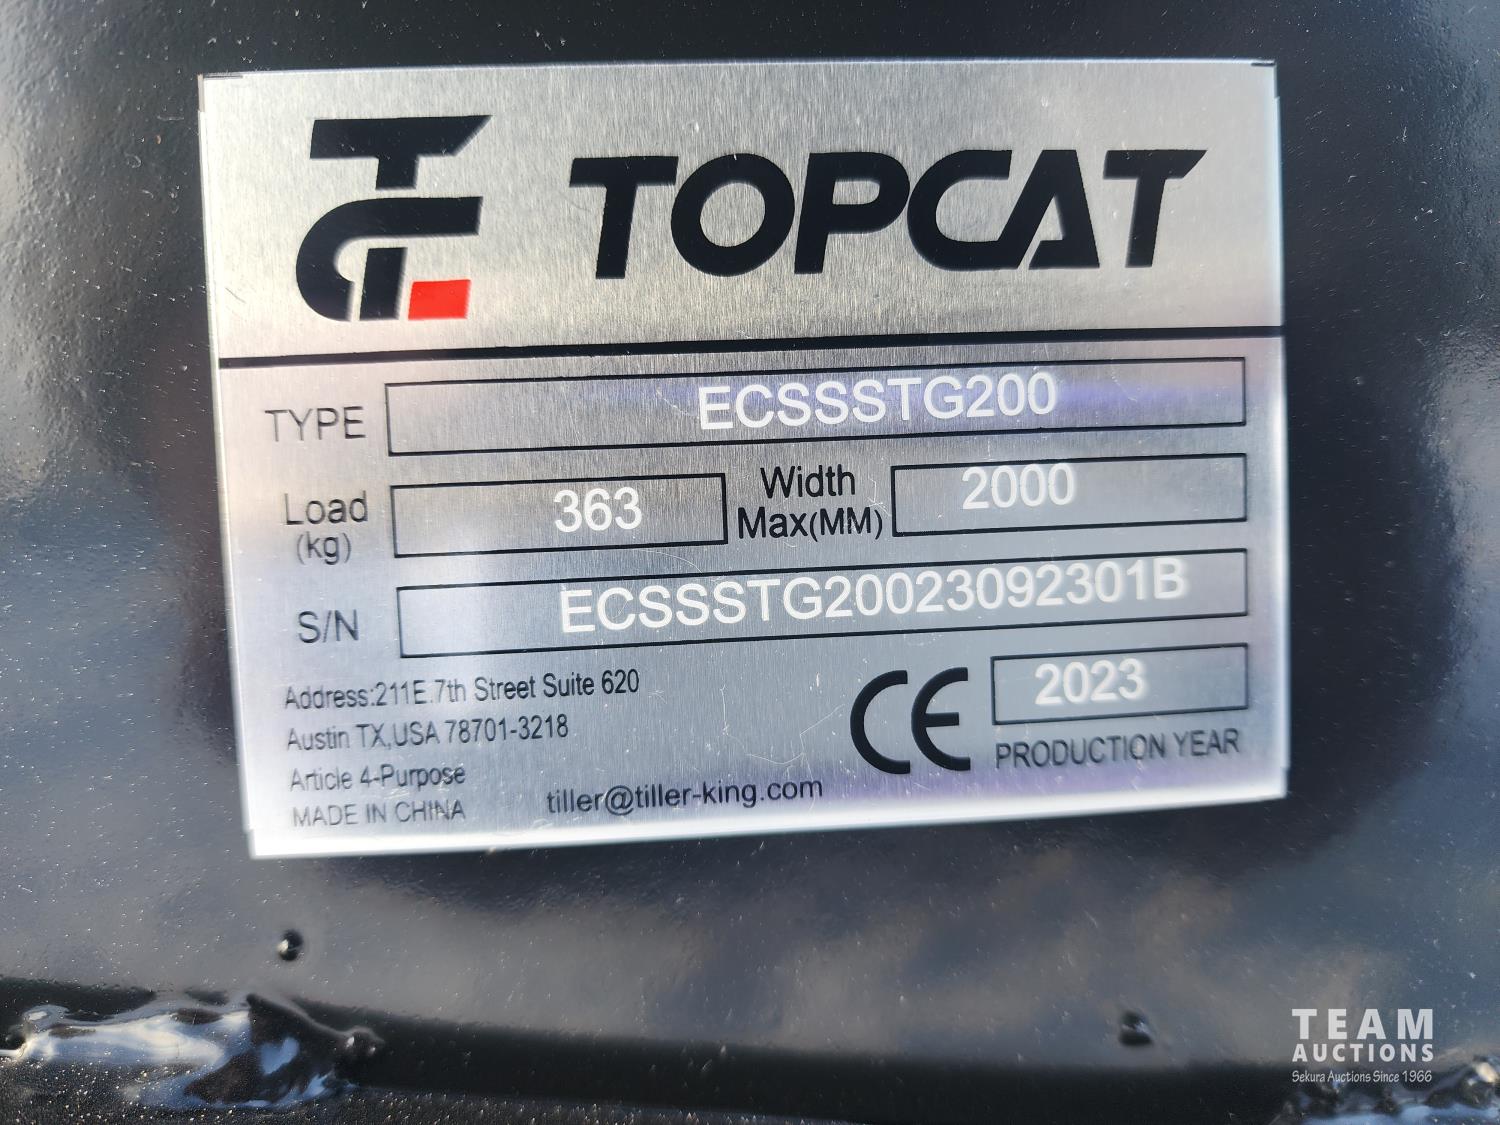 TG
TOPCAT
TYPE ECSSSTG200
Load (kg) 363 Width Max(MM) 2000
S/N ECSSSTG20023092301B
Address:211E.7th Street Suite 620
Austin TX,USA 78701-3218
Article 4-Purpose
MADE IN CHINA
tiller@tiller-king.com
CE
2023
PRODUCTION YEAR
TEAM
AUCTIONS
Sekura Auctions Since 1966